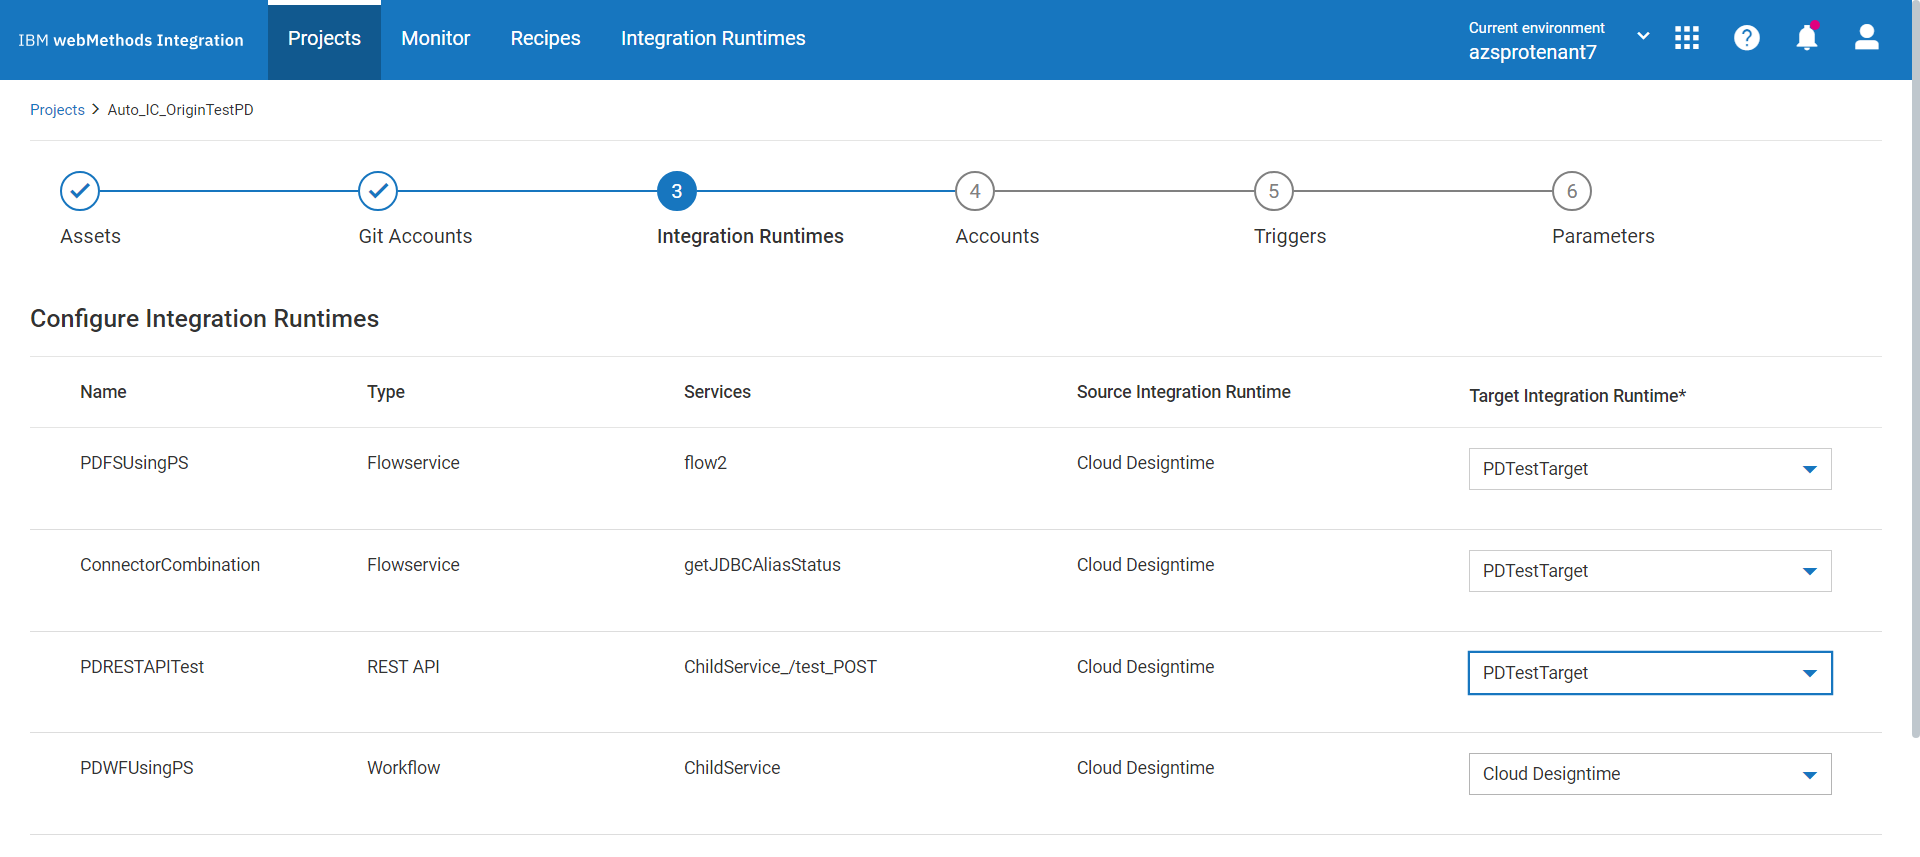 IBM webMethods Integration
Projects
Monitor
Recipes
Integration Runtimes
Current environment
azsprotenant7
?
Projects > Auto_IC_OriginTestPD
3
4
5
6
Assets
Git Accounts
Integration Runtimes
Accounts
Triggers
Parameters
Configure Integration Runtimes
Name Type Services Source Integration Runtime Target Integration Runtime*
PDFSUsingPS Flowservice flow2 Cloud Designtime PDTestTarget
ConnectorCombination Flowservice getJDBCAliasStatus Cloud Designtime PDTestTarget
PDRESTAPITest REST API ChildService_/test_POST Cloud Designtime PDTestTarget
PDWFUsingPS Workflow ChildService Cloud Designtime Cloud Designtime